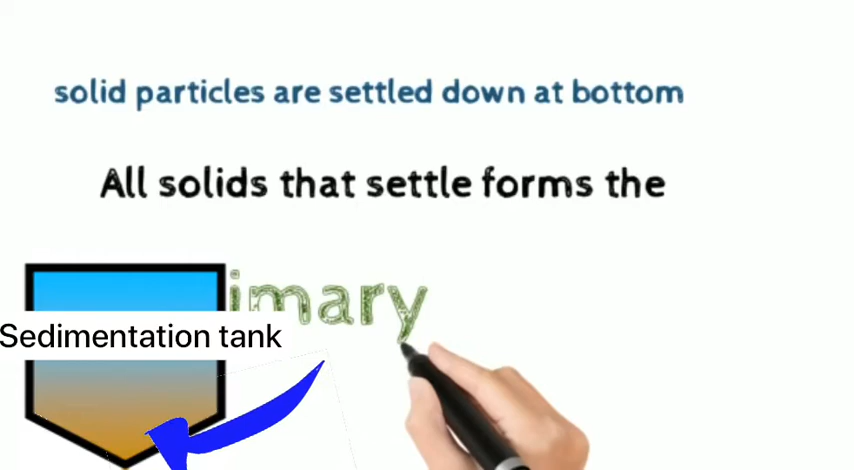 solid particles are settled down at bottom
All solids that settle forms the
imary
Sedimentation tank